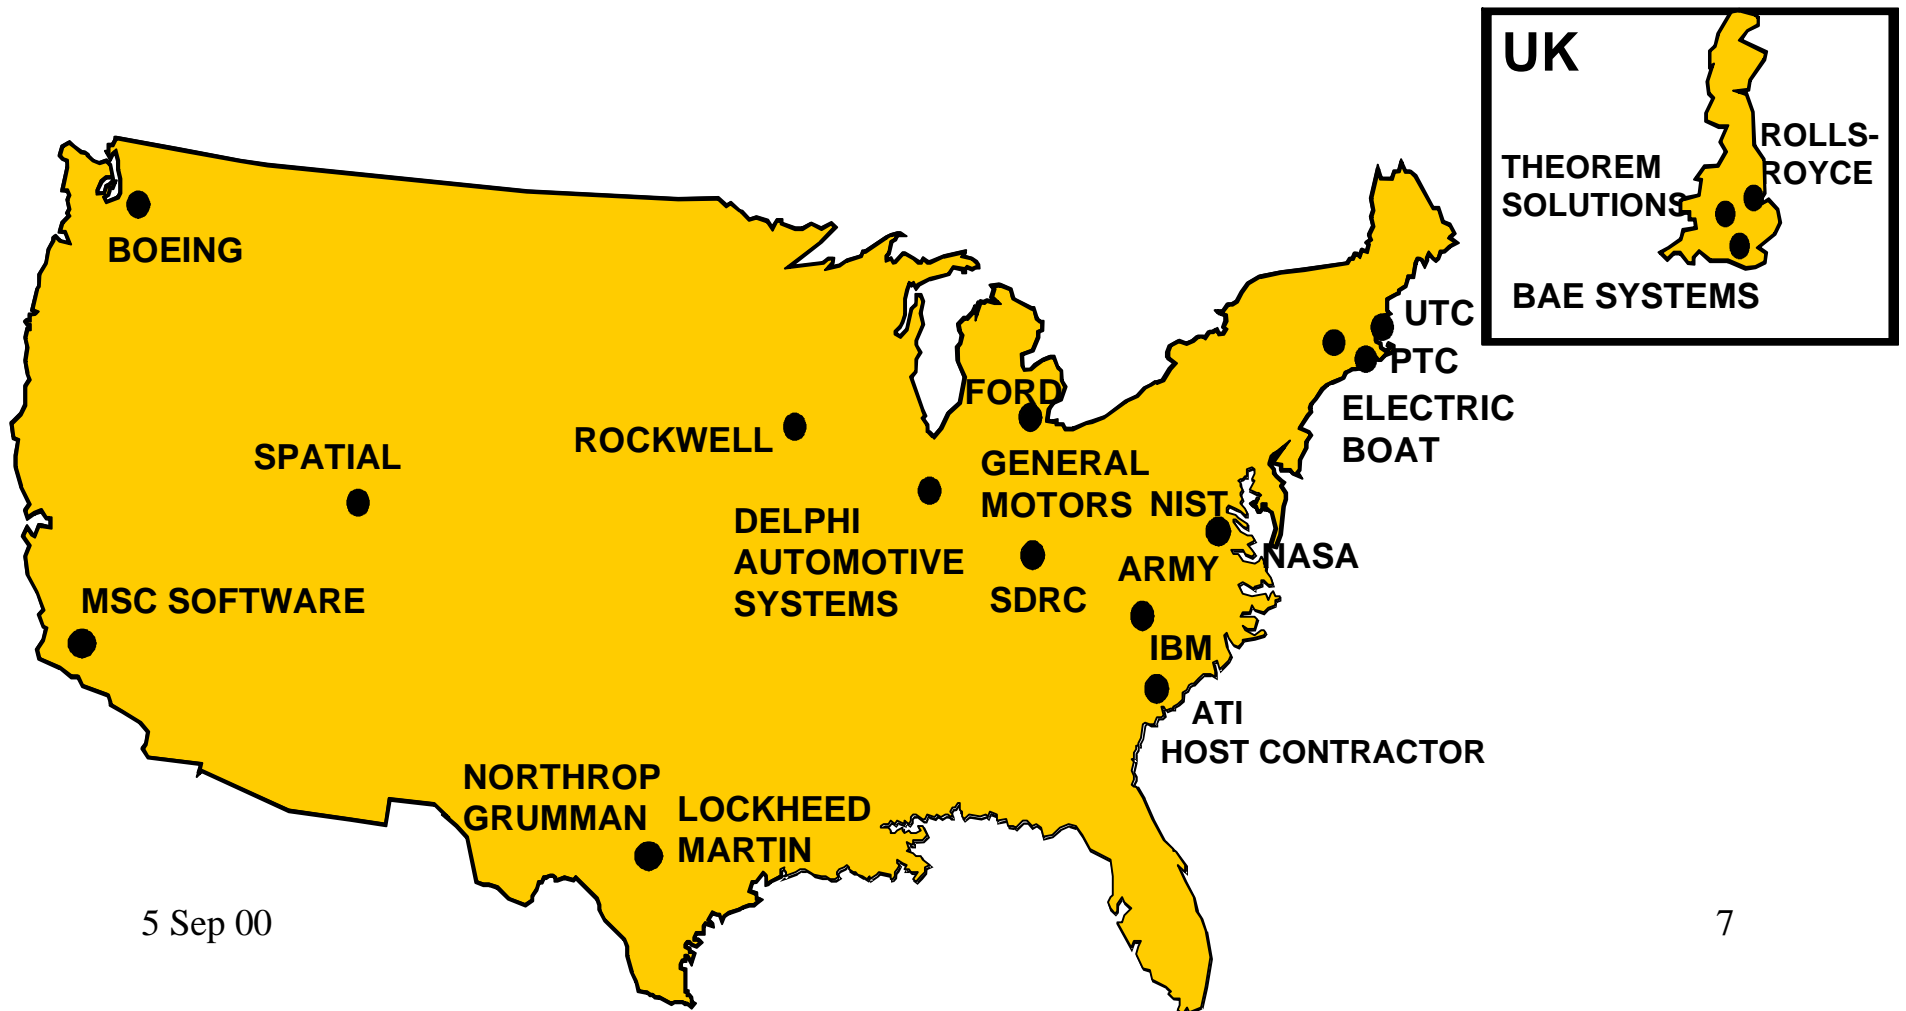 UK
ROLLS-
ROYCE
THEOREM
SOLUTIONS
BAE SYSTEMS
BOEING
UTC
PTC
FORD
ELECTRIC
BOAT
ROCKWELL
SPATIAL
GENERAL
MOTORS
NIST
DELPHI
AUTOMOTIVE
SYSTEMS
NASA
ARMY
SDRC
MSC SOFTWARE
IBM
ATI
HOST CONTRACTOR
NORTHROP
GRUMMAN
LOCKHEED
MARTIN
5 Sep 00
7